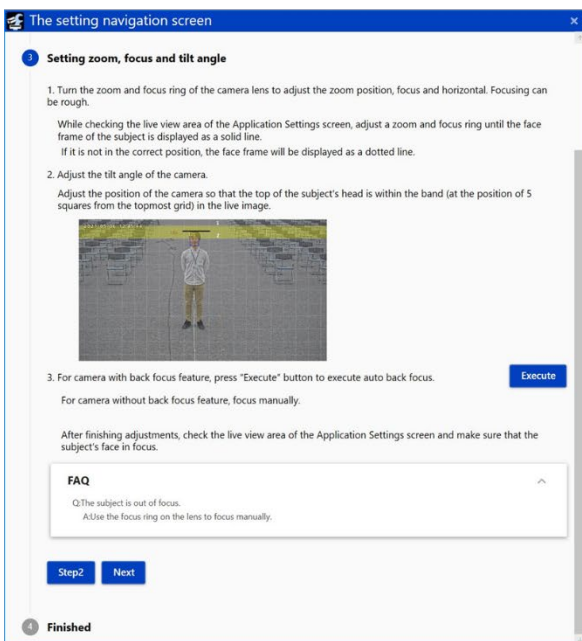 The setting navigation screen
3 Setting zoom, focus and tilt angle
1. Turn the zoom and focus ring of the camera lens to adjust the zoom position, focus and horizontal. Focusing can
be rough.
While checking the live view area of the Application Settings screen, adjust a zoom and focus ring until the face
frame of the subject is displayed as a solid line.
If it is not in the correct position, the face frame will be displayed as a dotted line.
2. Adjust the tilt angle of the camera.
Adjust the position of the camera so that the top of the subject's head is within the band (at the position of 5
squares from the topmost grid) in the live image.
3. For camera with back focus feature, press "Execute" button to execute auto back focus.
Execute
For camera without back focus feature, focus manually.
After finishing adjustments, check the live view area of the Application Settings screen and make sure that the
subject's face in focus.
FAQ
Q:The subject is out of focus.
A:Use the focus ring on the lens to focus manually.
Step2 Next
4 Finished